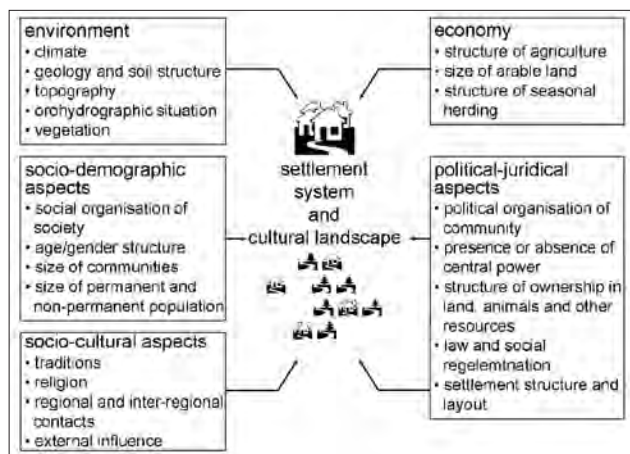 environment
• climate
• geology and soil structure
• topography
• orohydrographic situation
• vegetation
socio-demographic
aspects
• social organisation of
society
• age/gender structure
• size of communities
• size of permanent and
non-permanent population
socio-cultural aspects
• traditions
• religion
• regional and inter-regional
contacts
• external influence
settlement
system
and
cultural landscape
economy
• structure of agriculture
• size of arable land
• structure of seasonal
herding
political-juridical
aspects
• political organisation of
community
• presence or absence of
central power
• structure of ownership in
land, animals and other
resources
• law and social
regelemtnation
• settlement structure and
layout